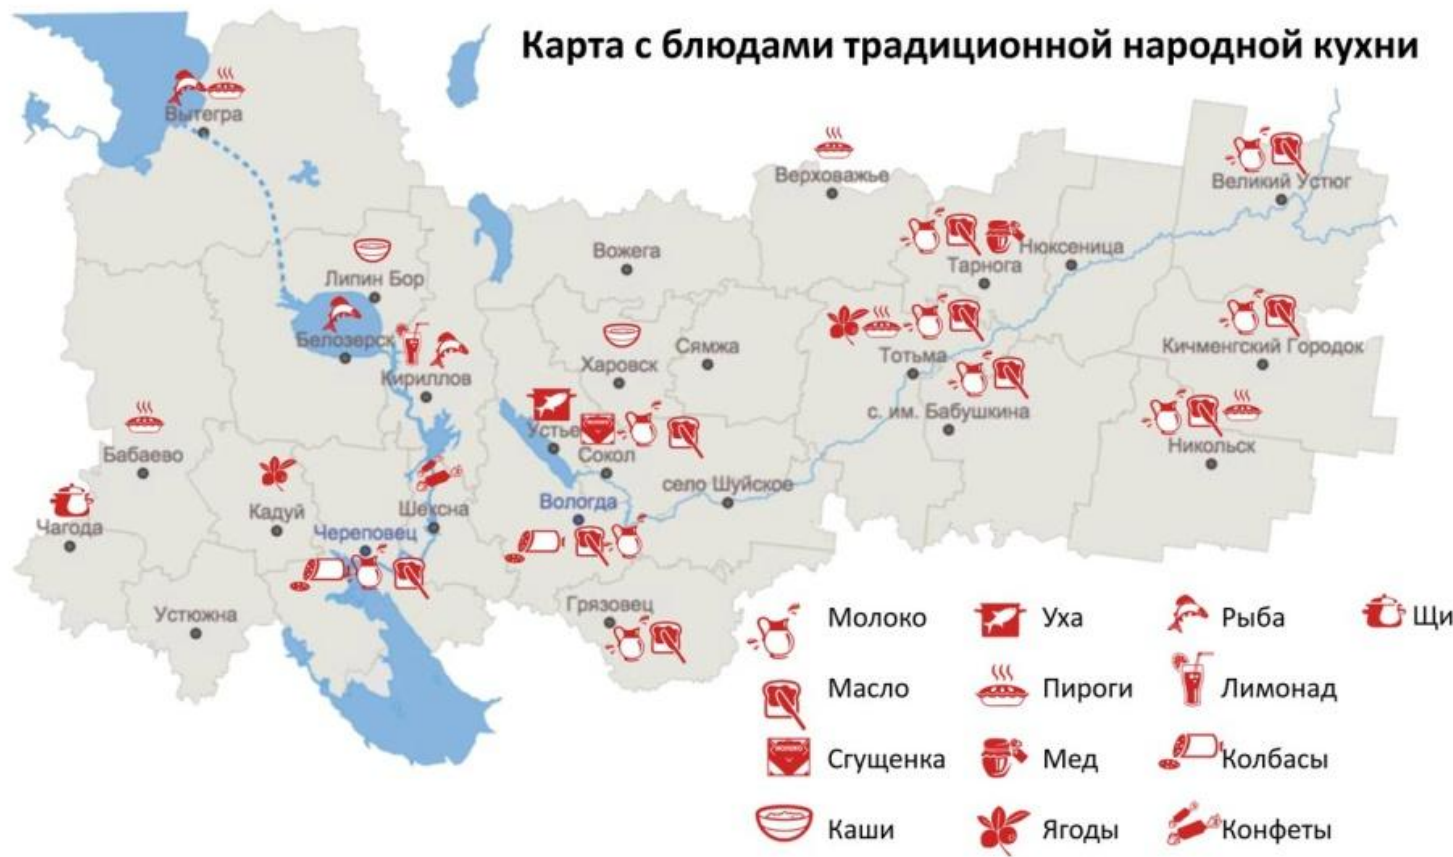 Карта с блюдами традиционной народной кухни
Вытегра
Верховажье
Великий Устюг
Вожега
Нюксеница
Тарнога
Липин Бор
Белозерск
Кириллов
Харовск
Сямжа
Тотьма
Кичменгский Городок
с. им. Бабушкина
Устье
Сокол
Никольск
Бабаево
село Шуйское
Вологда
Кадуй
Шексна
Чагода
Череповец
Устюжна
Грязовец
Молоко
Уха
Рыба
Щи
Масло
Пироги
Лимонад
МОЛОКО
Сгущенка
Мед
Колбасы
Каши
Ягоды
Конфеты